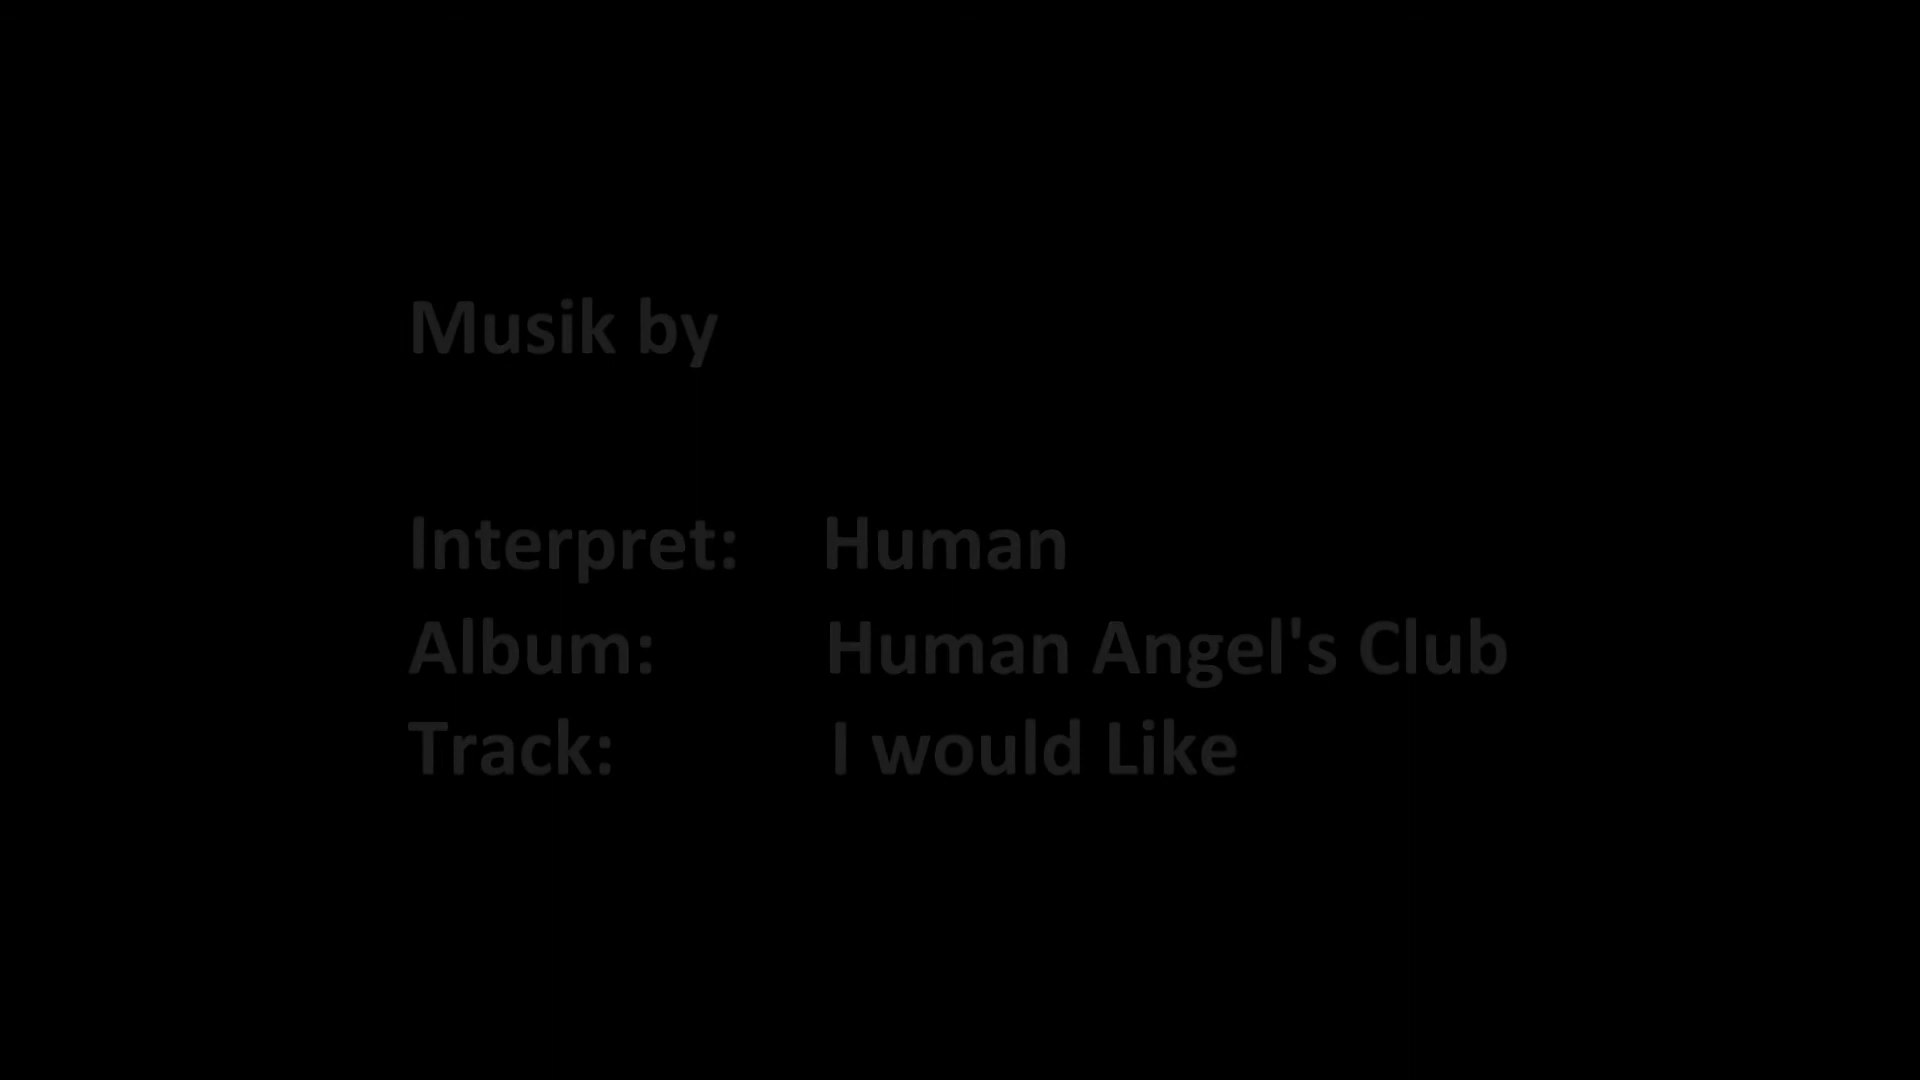 Musik by
Interpret: Human
Album: Human Angel's Club
Track: I would Like